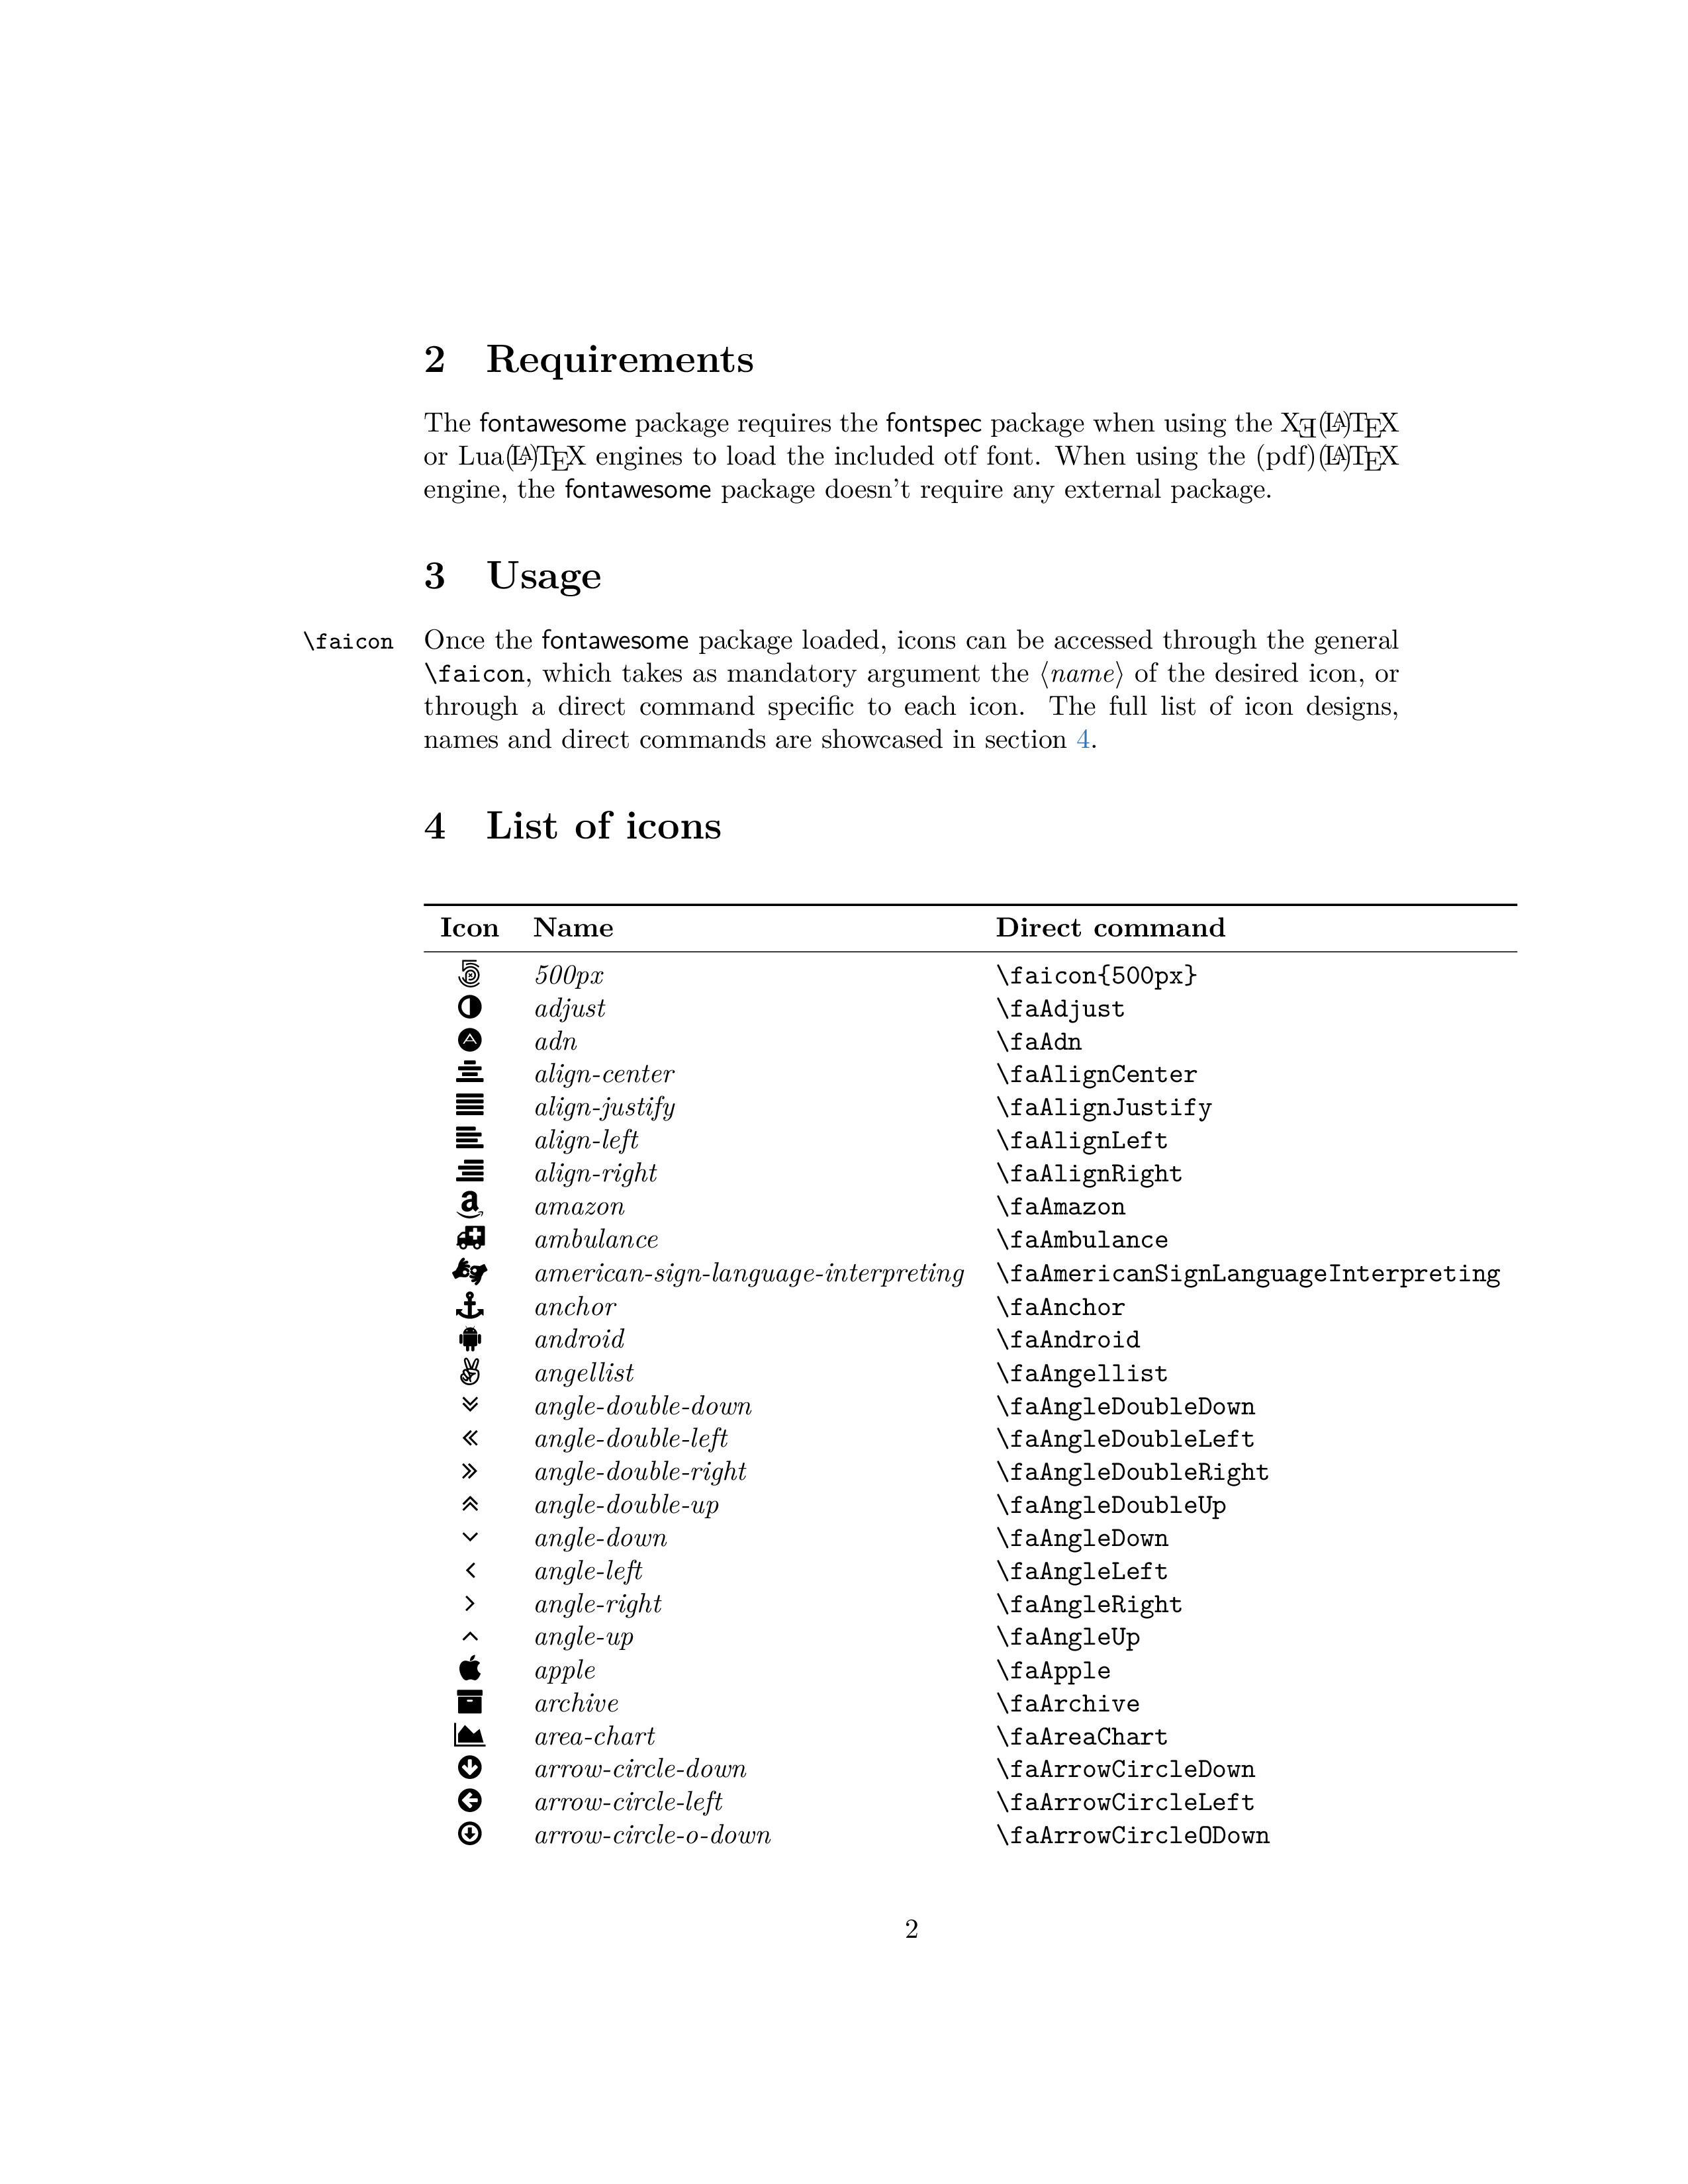 2 Requirements
The fontawesome package requires the fontspec package when using the XƎ(LA)TEX
or Lua(LA)TEX engines to load the included otf font. When using the (pdf)(LA)TEX
engine, the fontawesome package doesn't require any external package.
3 Usage
\faicon Once the fontawesome package loaded, icons can be accessed through the general
\faicon, which takes as mandatory argument the ⟨name⟩ of the desired icon, or
through a direct command specific to each icon. The full list of icon designs,
names and direct commands are showcased in section 4.
4 List of icons
Icon Name Direct command
500px \faicon{500px}
adjust \faAdjust
adn \faAdn
align-center \faAlignCenter
align-justify \faAlignJustify
align-left \faAlignLeft
align-right \faAlignRight
amazon \faAmazon
ambulance \faAmbulance
american-sign-language-interpreting \faAmericanSignLanguageInterpreting
anchor \faAnchor
android \faAndroid
angellist \faAngellist
angle-double-down \faAngleDoubleDown
angle-double-left \faAngleDoubleLeft
angle-double-right \faAngleDoubleRight
angle-double-up \faAngleDoubleUp
angle-down \faAngleDown
angle-left \faAngleLeft
angle-right \faAngleRight
angle-up \faAngleUp
apple \faApple
archive \faArchive
area-chart \faAreaChart
arrow-circle-down \faArrowCircleDown
arrow-circle-left \faArrowCircleLeft
arrow-circle-o-down \faArrowCircleODown
2